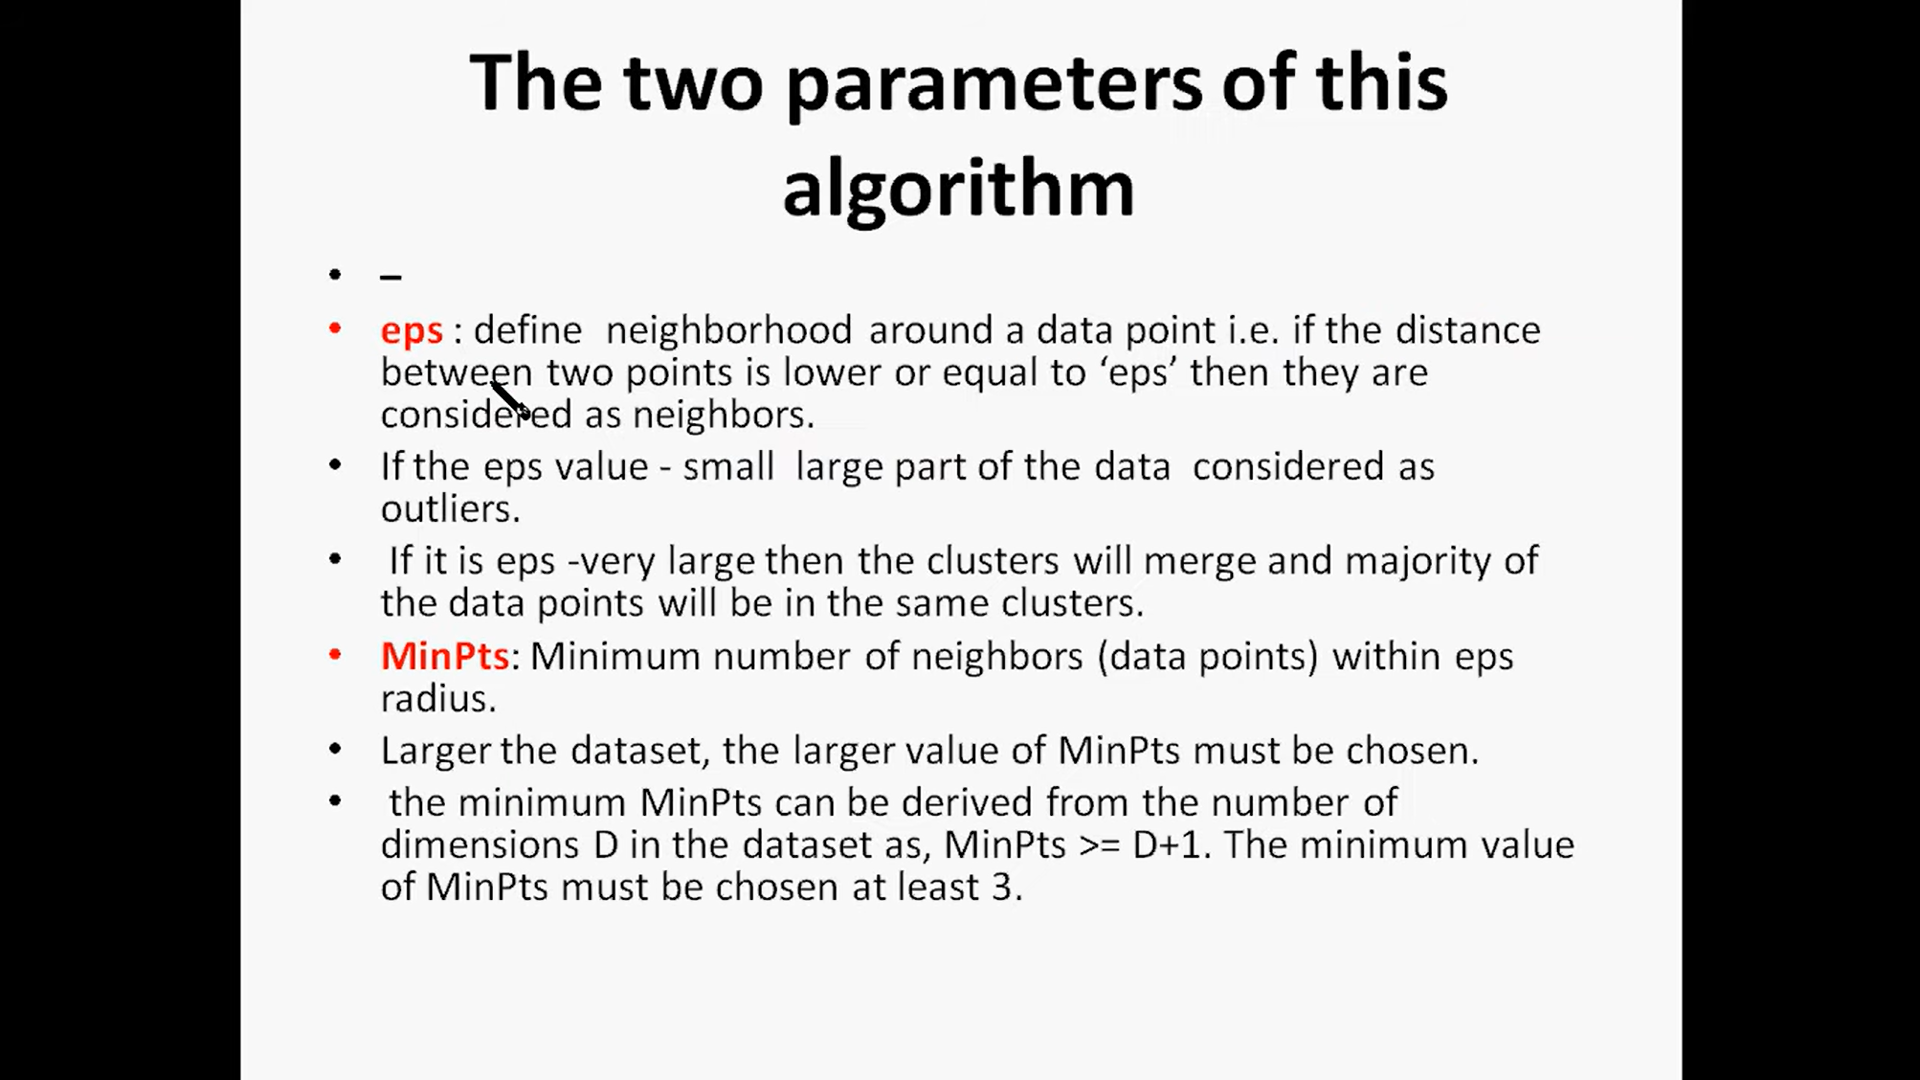 The two parameters of this
algorithm
• –
• eps : define neighborhood around a data point i.e. if the distance
between two points is lower or equal to ‘eps’ then they are
considered as neighbors.
• If the eps value - small large part of the data considered as
outliers.
• If it is eps -very large then the clusters will merge and majority of
the data points will be in the same clusters.
• MinPts: Minimum number of neighbors (data points) within eps
radius.
• Larger the dataset, the larger value of MinPts must be chosen.
• the minimum MinPts can be derived from the number of
dimensions D in the dataset as, MinPts >= D+1. The minimum value
of MinPts must be chosen at least 3.